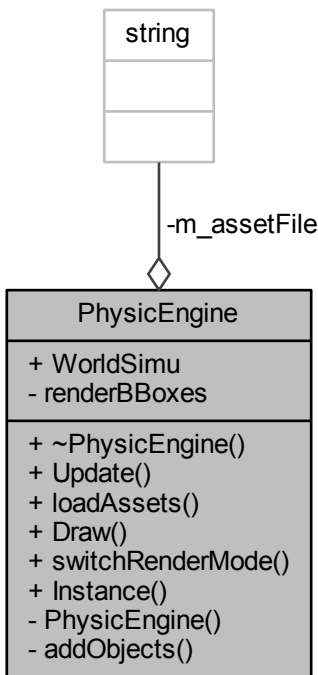 string
-m_assetFile
PhysicEngine
+ WorldSimu
- renderBBoxes
+ ~PhysicEngine()
+ Update()
+ loadAssets()
+ Draw()
+ switchRenderMode()
+ Instance()
- PhysicEngine()
- addObjects()